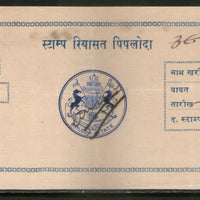 स्टाम्प रियासत पिपलोदा
नाम खरी
बाबत
तारीख
द. स्टाम्प